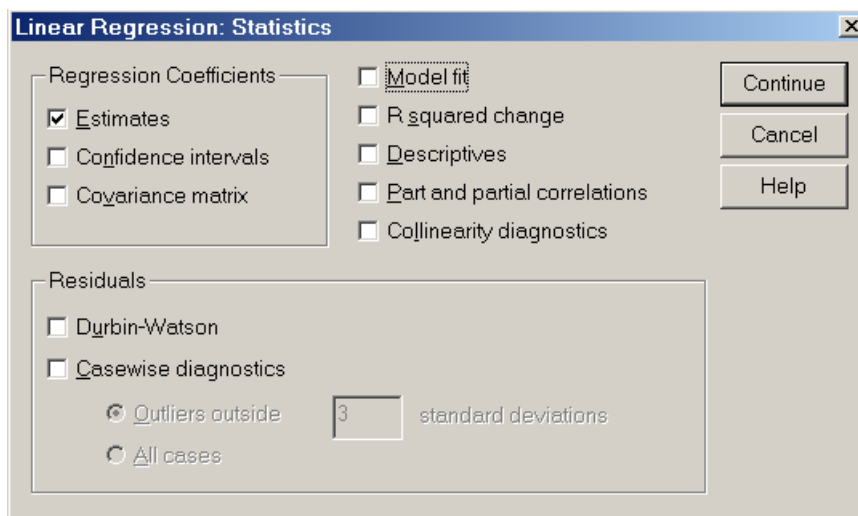 Linear Regression: Statistics
Regression Coefficients
Estimates
Confidence intervals
Covariance matrix
Model fit
R squared change
Descriptives
Part and partial correlations
Collinearity diagnostics
Continue
Cancel
Help
Residuals
Durbin-Watson
Casewise diagnostics
Outliers outside 3 standard deviations
All cases